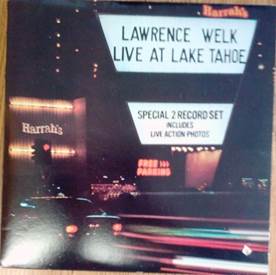 Harrah's
LAWRENCE WELK
LIVE AT LAKE TAHOE
SPECIAL 2 RECORD SET
INCLUDES
LIVE ACTION PHOTOS
Harrah's
FREE
PARKING